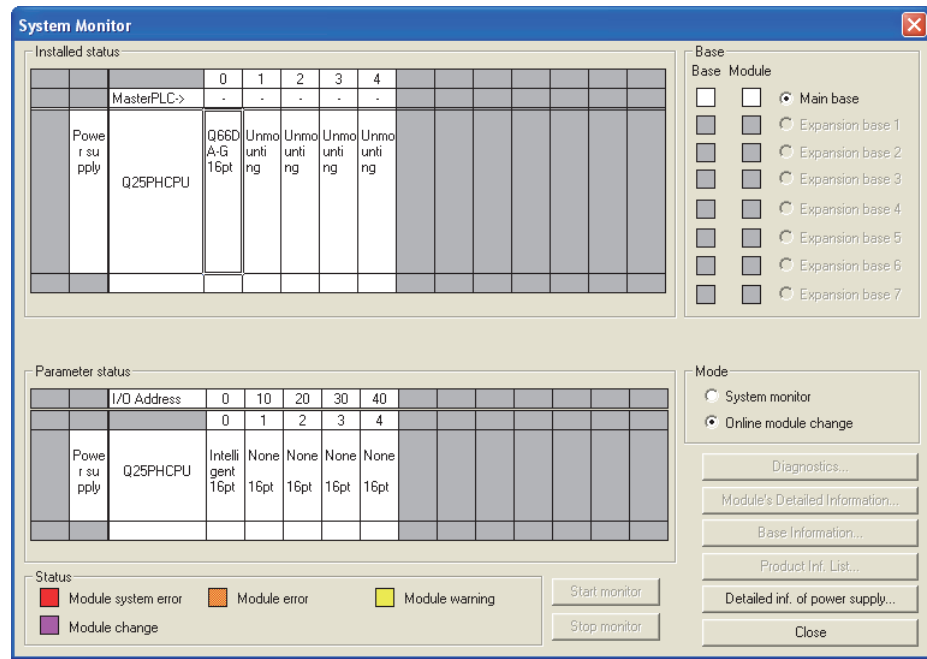 System Monitor
Installed status
0 1 2 3 4
MasterPLC-> - - - - -
Powe
r su
pply
Q25PHCPU
Q66D
A-G
16pt
Unmo
unti
ng
Unmo
unti
ng
Unmo
unti
ng
Unmo
unti
ng
Base
Base Module
Main base
Expansion base 1
Expansion base 2
Expansion base 3
Expansion base 4
Expansion base 5
Expansion base 6
Expansion base 7
Parameter status
I/O Address 0 10 20 30 40
0 1 2 3 4
Powe
r su
pply
Q25PHCPU
Intelli
gent
16pt
None
16pt
None
16pt
None
16pt
None
16pt
Mode
System monitor
Online module change
Diagnostics...
Module's Detailed Information...
Base Information...
Product Inf. List...
Detailed inf. of power supply...
Close
Status
Module system error Module error Module warning
Module change
Start monitor
Stop monitor